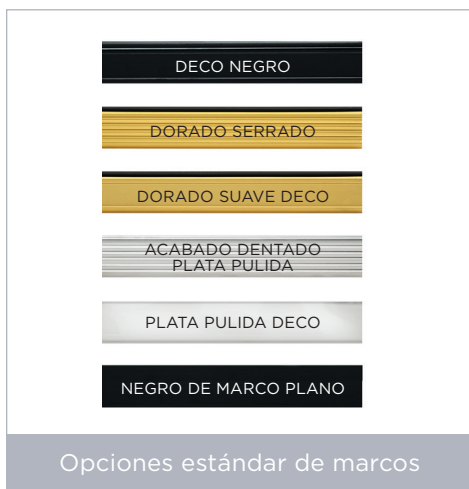 DECO NEGRO
DORADO SERRADO
DORADO SUAVE DECO
ACABADO DENTADO
PLATA PULIDA
PLATA PULIDA DECO
NEGRO DE MARCO PLANO
Opciones estándar de marcos